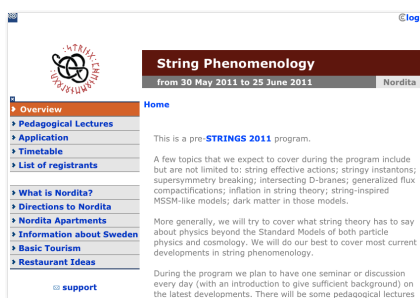 ©log
String Phenomenology
from 30 May 2011 to 25 June 2011 Nordita
Overview
Pedagogical Lectures
Application
Timetable
List of registrants
What is Nordita?
Directions to Nordita
Nordita Apartments
Information about Sweden
Basic Tourism
Restaurant Ideas
support
Home
This is a pre-STRINGS 2011 program.
A few topics that we expect to cover during the program include
but are not limited to: string effective actions; stringy instantons;
supersymmetry breaking; intersecting D-branes; generalized flux
compactifications; inflation in string theory; string-inspired
MSSM-like models; dark matter in those models.
More generally, we will try to cover what string theory has to say
about physics beyond the Standard Models of both particle
physics and cosmology. We will do our best to cover most current
developments in string phenomenology.
During the program we plan to have one seminar or discussion
every day (with an introduction to give sufficient background) on
the latest developments. There will be some pedagogical lectures